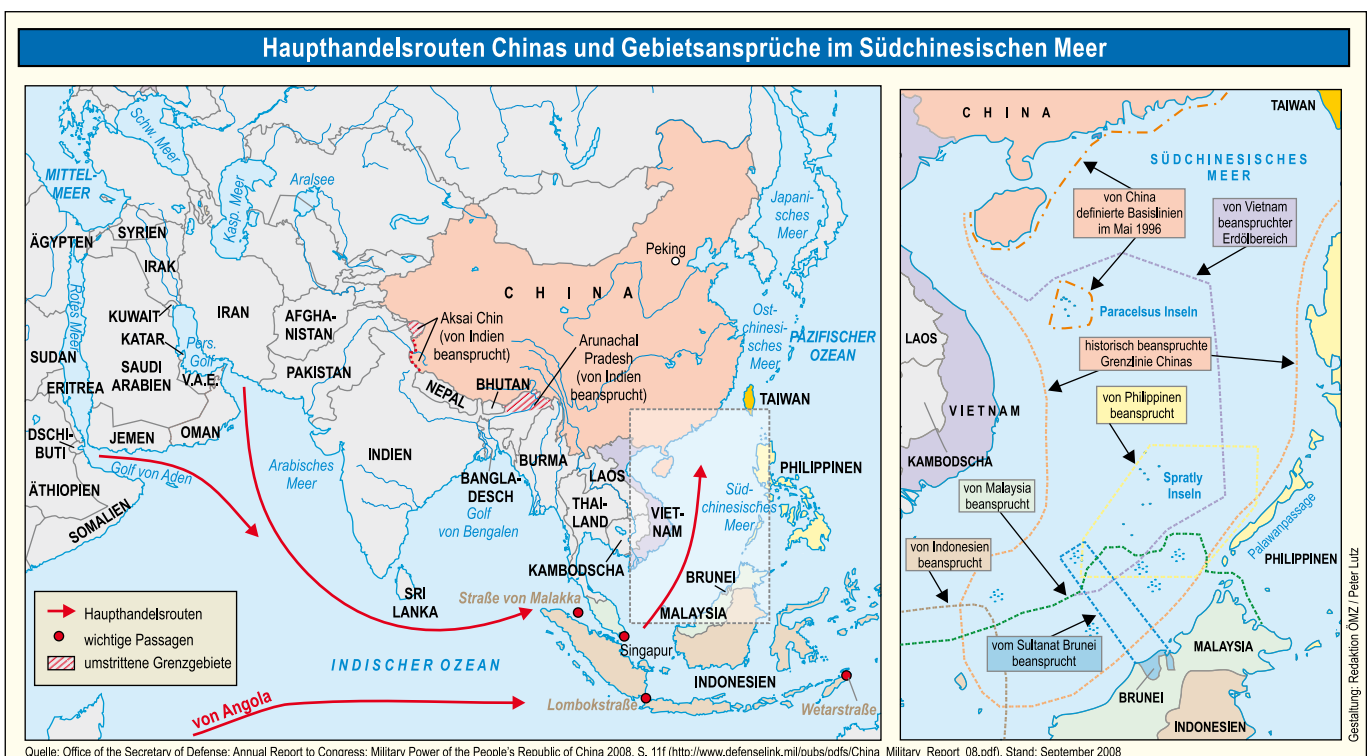 Haupthandelsrouten Chinas und Gebietsansprüche im Südchinesischen Meer
MITTEL-
MEER
Schw. Meer
Kasp. Meer
Aralsee
Japani-
sches
Meer
ÄGYPTEN
SYRIEN
IRAK
Peking
Rotes Meer
KUWAIT
KATAR
IRAN
AFGHA-
NISTAN
C H I N A
Aksai Chin
(von Indien
beansprucht)
Arunachal
Pradesh
(von Indien
beansprucht)
Ost-
chinesi-
sches
Meer
PAZIFISCHER
OZEAN
SUDAN
SAUDI
ARABIEN
Pers.
Golf
V.A.E.
PAKISTAN
ERITREA
NEPAL
BHUTAN
TAIWAN
DSCHI-
BUTI
JEMEN
OMAN
Golf von Aden
Arabisches
Meer
INDIEN
BURMA
BANGLA-
DESCH
Golf
von Bengalen
LAOS
THAI-
LAND
VIET-
NAM
Süd-
chinesisches
Meer
PHILIPPINEN
ÄTHIOPIEN
SOMALIEN
KAMBODSCHA
SRI
LANKA
Straße von Malakka
BRUNEI
MALAYSIA
Singapur
INDISCHER OZEAN
INDONESIEN
Lombokstraße
Wetarstraße
von Angola
Haupthandelsrouten
wichtige Passagen
umstrittene Grenzgebiete
C H I N A
TAIWAN
SÜDCHINESISCHES
MEER
von China
definierte Basislinien
im Mai 1996
von Vietnam
beanspruchter
Erdölbereich
Paracelsus Inseln
LAOS
historisch beanspruchte
Grenzlinie Chinas
VIETNAM
von Philippinen
beansprucht
KAMBODSCHA
Spratly
Inseln
von Malaysia
beansprucht
Palawanpassage
PHILIPPINEN
von Indonesien
beansprucht
vom Sultanat Brunei
beansprucht
MALAYSIA
BRUNEI
INDONESIEN
Gestaltung: Redaktion ÖMZ / Peter Lutz
Quelle: Office of the Secretary of Defense: Annual Report to Congress: Military Power of the People's Republic of China 2008, S. 11f (http://www.defenselink.mil/pubs/pdfs/China_Military_Report_08.pdf), Stand: September 2008